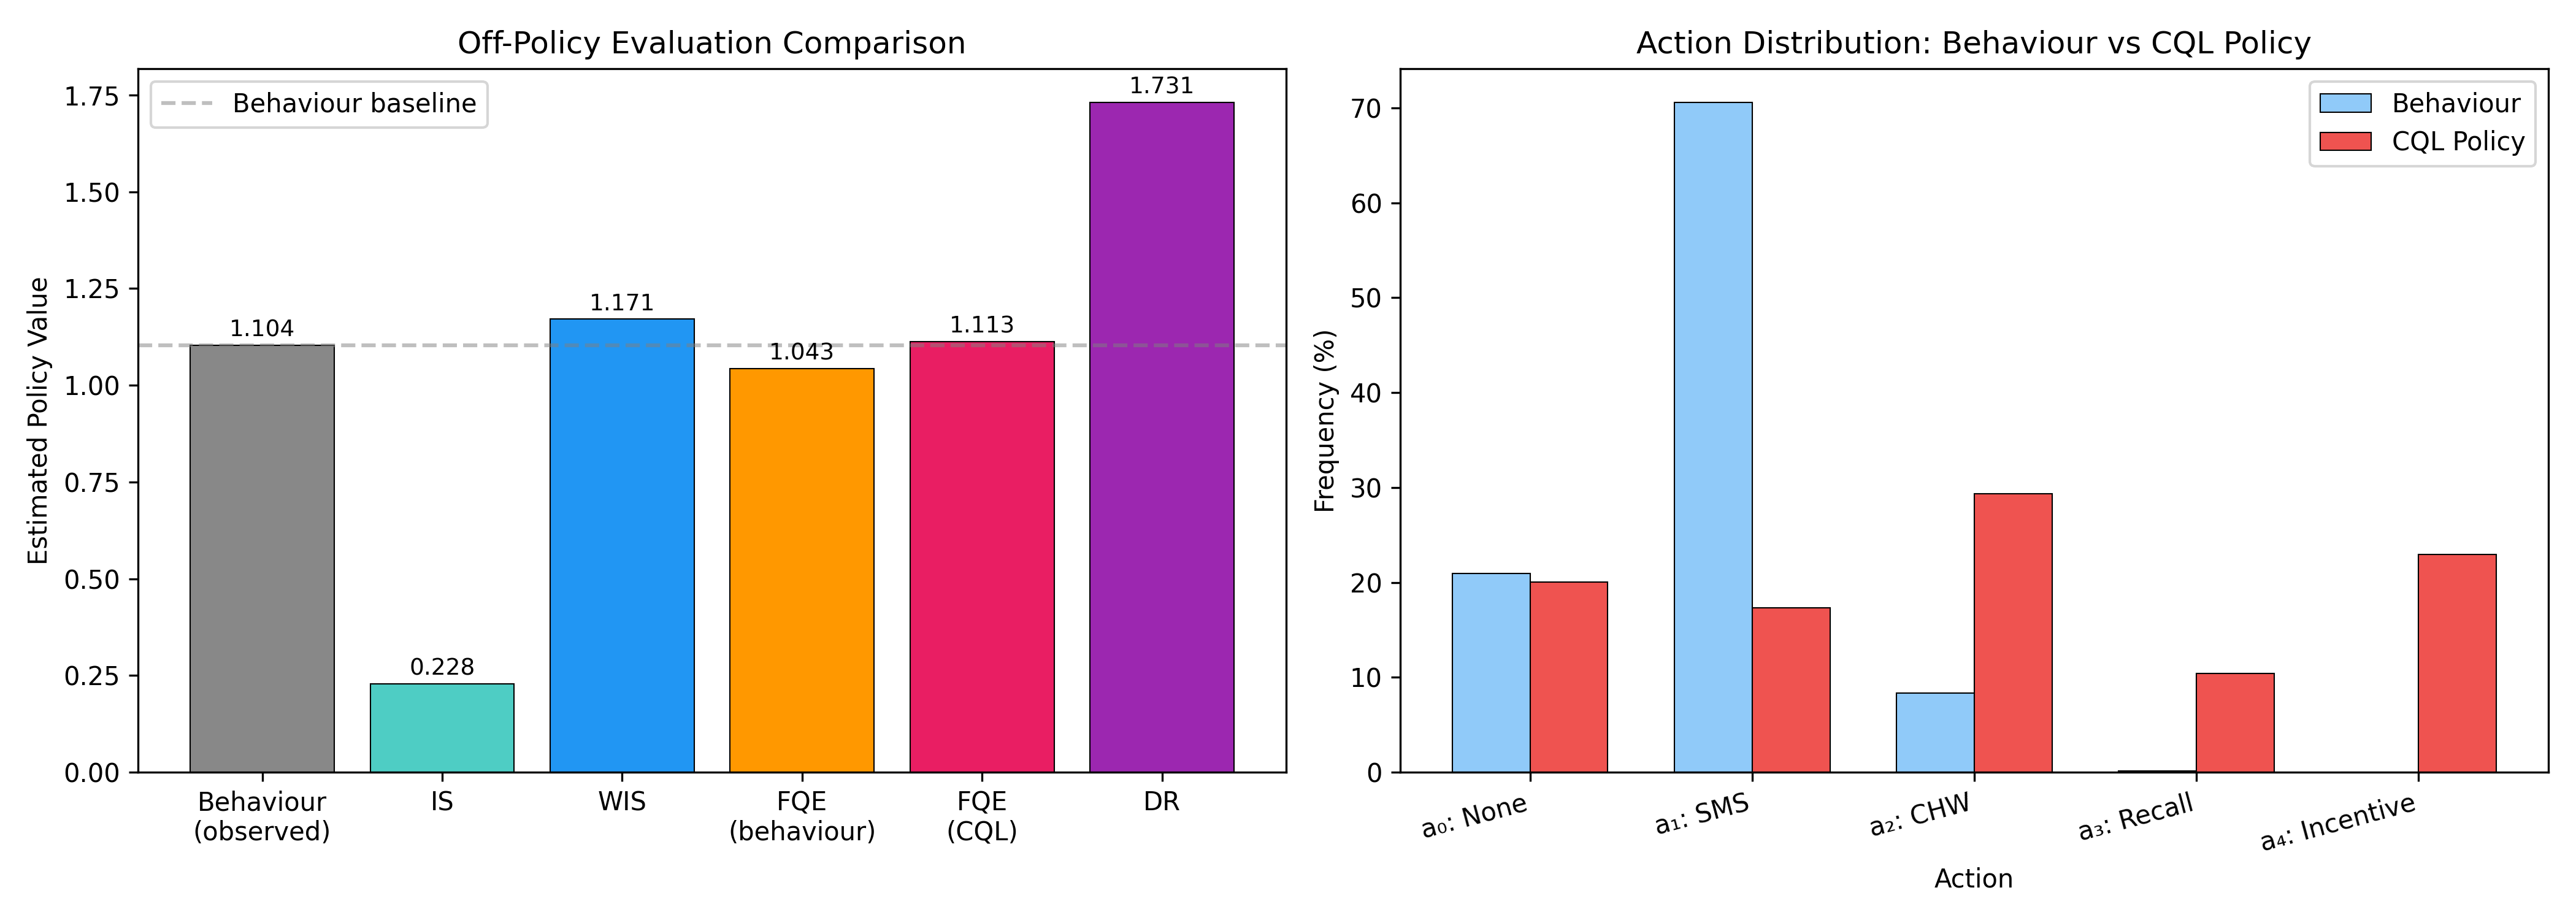 Off-Policy Evaluation Comparison
Behaviour baseline
Estimated Policy Value
1.75
1.50
1.25
1.00
0.75
0.50
0.25
0.00
1.104
0.228
1.171
1.043
1.113
1.731
Behaviour
(observed)
IS
WIS
FQE
(behaviour)
FQE
(CQL)
DR
Action Distribution: Behaviour vs CQL Policy
Behaviour
CQL Policy
Frequency (%)
70
60
50
40
30
20
10
0
a₀: None
a₁: SMS
a₂: CHW
a₃: Recall
a₄: Incentive
Action